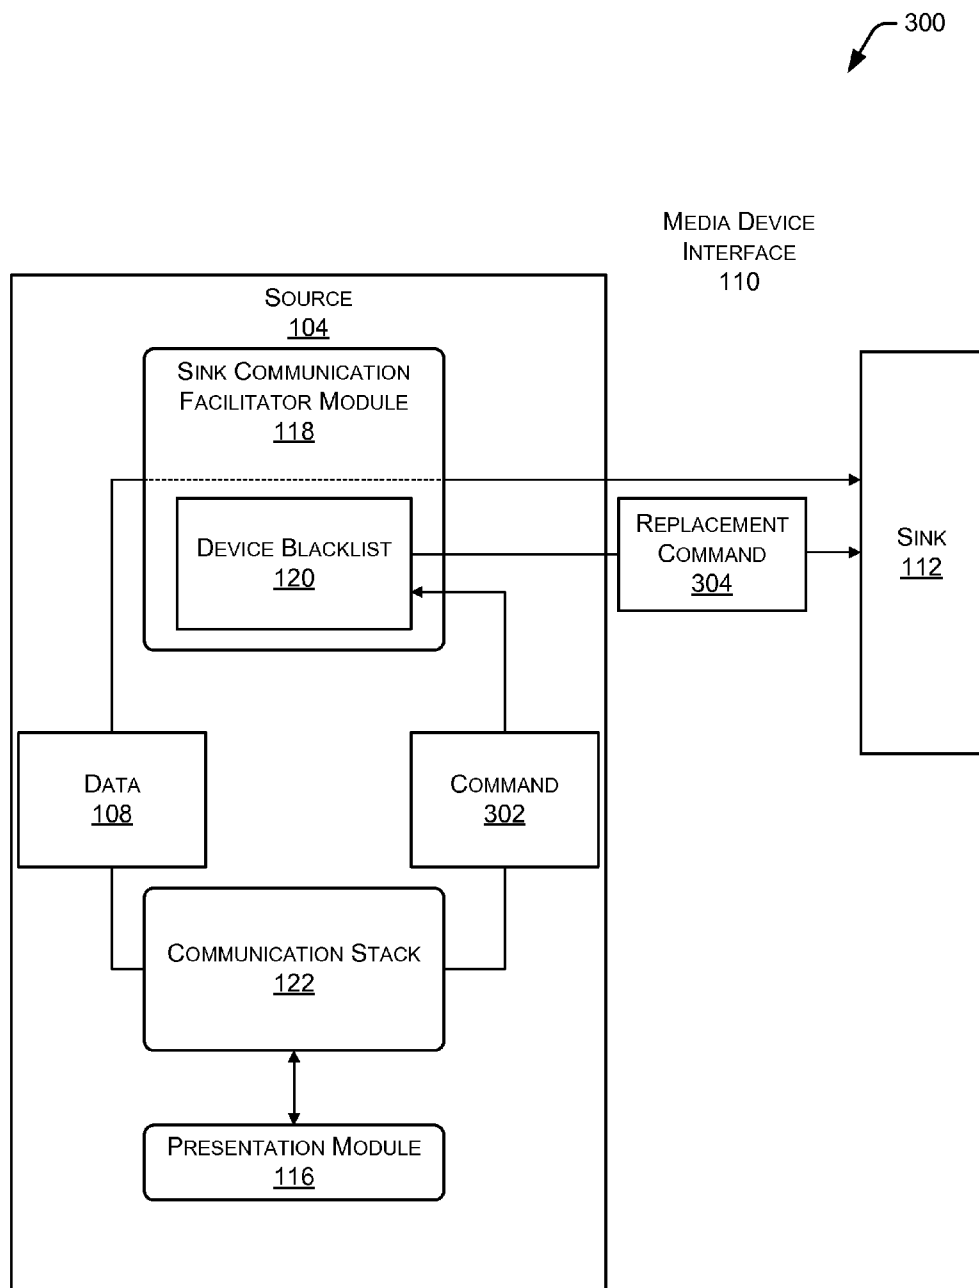 300
MEDIA DEVICE
INTERFACE
110
SOURCE
104
SINK COMMUNICATION
FACILITATOR MODULE
118
DEVICE BLACKLIST
120
REPLACEMENT
COMMAND
304
SINK
112
DATA
108
COMMAND
302
COMMUNICATION STACK
122
PRESENTATION MODULE
116